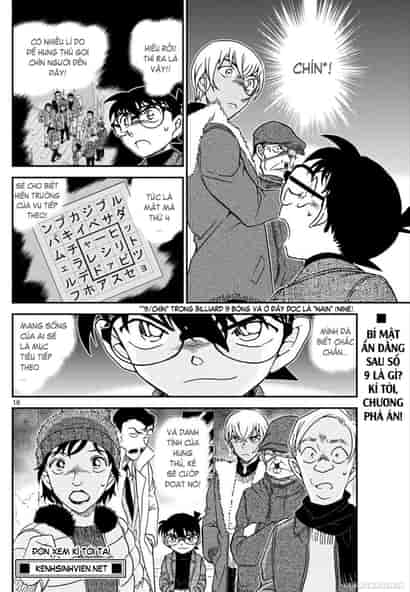 CHÍN*!
HIỂU RỒI!
THÌ RA LÀ
VẬY!!
CÓ NHIỀU LÍ DO
ĐỂ HUNG THỦ GỌI
CHÍN NGƯỜI ĐẾN
ĐÂY!
TỨC LÀ
MẬT MÃ
THỨ 4
SẼ CHO BIẾT
HIỆN TRƯỜNG
CỦA VỤ TIẾP
THEO!
*"9/CHÍN" TRONG BILLIARD 9 BÓNG VÀ Ở ĐÂY ĐỌC LÀ "NAIN" (NINE)
MÌNH ĐÃ
BIẾT CHẮC
CHẮN...
MẠNG SỐNG
CỦA AI SẼ LÀ
MỤC TIÊU
TIẾP THEO...
BÍ MẬT
ẨN ĐẰNG
SAU SỐ
9 LÀ GÌ?
KÌ TỚI,
CHƯƠNG
PHÁ ÁN!
18
VÀ DANH
TÍNH CỦA
HUNG
THỦ, KẺ
SẼ CƯỚP
ĐOẠT NÓ!
ĐÓN XEM KÌ TỚI TẠI
KENHSINHVIEN.NET